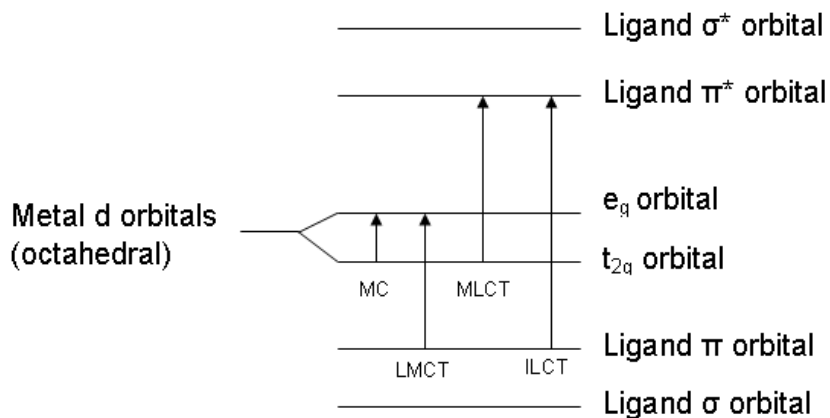 Ligand σ* orbital
Ligand π* orbital
Metal d orbitals
(octahedral)
eg orbital
t2g orbital
MC
MLCT
Ligand π orbital
LMCT
ILCT
Ligand σ orbital